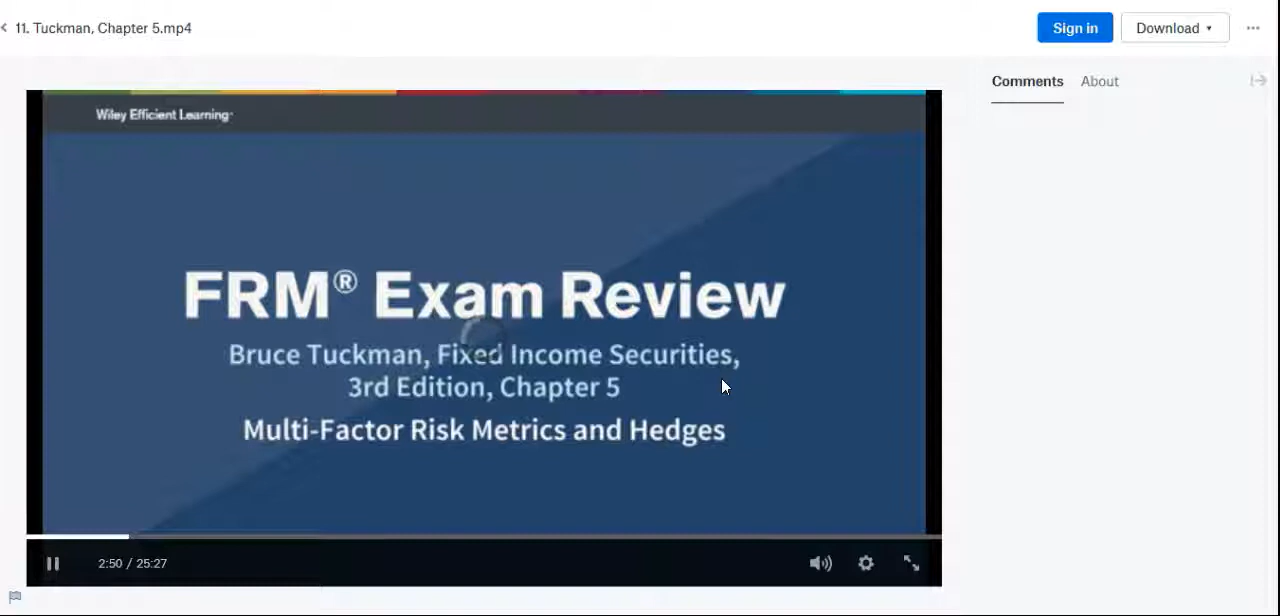 11. Tuckman, Chapter 5.mp4
Sign in
Download
Comments
About
Wiley Efficient Learning
FRM® Exam Review
Bruce Tuckman, Fixed Income Securities,
3rd Edition, Chapter 5
Multi-Factor Risk Metrics and Hedges
2:50 / 25:27